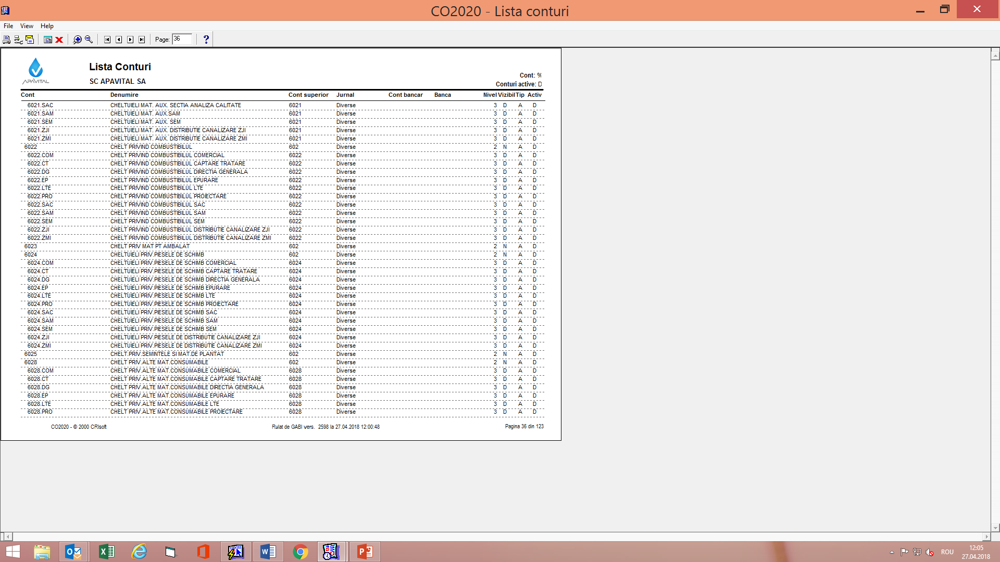 CO2020 - Lista conturi
File View Help
Page: 36
APAVITAL
Lista Conturi
SC APAVITAL SA
Cont: %
Conturi active: D
Cont Denumire Cont superior Jurnal Cont bancar Banca Nivel Vizibil Tip Activ
6021.SAC CHELTUIELI MAT. AUX. SECTIA ANALIZA CALITATE 6021 Diverse 3 D A D
6021.SAM CHELTUIELI MAT. AUX.SAM 6021 Diverse 3 D A D
6021.SEM CHELTUIELI MAT. AUX. SEM 6021 Diverse 3 D A D
6021.ZJI CHELTUIELI MAT. AUX. DISTRIBUTIE CANALIZARE ZJI 6021 Diverse 3 D A D
6021.ZMI CHELTUIELI MAT. AUX. DISTRIBUTIE CANALIZARE ZMI 6021 Diverse 3 D A D
6022 CHELT PRIVIND COMBUSTIBILUL 602 Diverse 2 N A D
6022.COM CHELT PRIVIND COMBUSTIBILUL COMERCIAL 6022 Diverse 3 D A D
6022.CT CHELT PRIVIND COMBUSTIBILUL CAPTARE TRATARE 6022 Diverse 3 D A D
6022.DG CHELT PRIVIND COMBUSTIBILUL DIRECTIA GENERALA 6022 Diverse 3 D A D
6022.EP CHELT PRIVIND COMBUSTIBILUL EPURARE 6022 Diverse 3 D A D
6022.LTE CHELT PRIVIND COMBUSTIBILUL LTE 6022 Diverse 3 D A D
6022.PRO CHELT PRIVIND COMBUSTIBILUL PROIECTARE 6022 Diverse 3 D A D
6022.SAC CHELT PRIVIND COMBUSTIBILUL SAC 6022 Diverse 3 D A D
6022.SAM CHELT PRIVIND COMBUSTIBILUL SAM 6022 Diverse 3 D A D
6022.SEM CHELT PRIVIND COMBUSTIBILUL SEM 6022 Diverse 3 D A D
6022.ZJI CHELT PRIVIND COMBUSTIBILUL DISTRIBUTIE CANALIZARE ZJI 6022 Diverse 3 D A D
6022.ZMI CHELT PRIVIND COMBUSTIBILUL DISTRIBUTIE CANALIZARE ZMI 6022 Diverse 3 D A D
6023 CHELT PRIV MAT PT AMBALAT 602 Diverse 2 N A D
6024 CHELTUIELI PRIV.PIESELE DE SCHIMB 602 Diverse 2 N A D
6024.COM CHELTUIELI PRIV.PIESELE DE SCHIMB COMERCIAL 6024 Diverse 3 D A D
6024.CT CHELTUIELI PRIV.PIESELE DE SCHIMB CAPTARE TRATARE 6024 Diverse 3 D A D
6024.DG CHELTUIELI PRIV.PIESELE DE SCHIMB DIRECTIA GENERALA 6024 Diverse 3 D A D
6024.EP CHELTUIELI PRIV.PIESELE DE SCHIMB EPURARE 6024 Diverse 3 D A D
6024.LTE CHELTUIELI PRIV.PIESELE DE SCHIMB LTE 6024 Diverse 3 D A D
6024.PRO CHELTUIELI PRIV.PIESELE DE SCHIMB PROIECTARE 6024 Diverse 3 D A D
6024.SAC CHELTUIELI PRIV.PIESELE DE SCHIMB SAC 6024 Diverse 3 D A D
6024.SAM CHELTUIELI PRIV.PIESELE DE SCHIMB SAM 6024 Diverse 3 D A D
6024.SEM CHELTUIELI PRIV.PIESELE DE SCHIMB SEM 6024 Diverse 3 D A D
6024.ZJI CHELTUIELI PRIV.PIESELE DE DISTRIBUTIE CANALIZARE ZJI 6024 Diverse 3 D A D
6024.ZMI CHELTUIELI PRIV.PIESELE DE DISTRIBUTIE CANALIZARE ZMI 6024 Diverse 3 D A D
6025 CHELT.PRIV.SEMINTELE SI MAT.DE PLANTAT 602 Diverse 2 N A D
6028 CHELT PRIV.ALTE MAT.CONSUMABILE 602 Diverse 2 N A D
6028.COM CHELT PRIV.ALTE MAT.CONSUMABILE COMERCIAL 6028 Diverse 3 D A D
6028.CT CHELT PRIV.ALTE MAT.CONSUMABILE CAPTARE TRATARE 6028 Diverse 3 D A D
6028.DG CHELT PRIV.ALTE MAT.CONSUMABILE DIRECTIA GENERALA 6028 Diverse 3 D A D
6028.EP CHELT PRIV.ALTE MAT.CONSUMABILE EPURARE 6028 Diverse 3 D A D
6028.LTE CHELT PRIV.ALTE MAT.CONSUMABILE LTE 6028 Diverse 3 D A D
6028.PRO CHELT PRIV.ALTE MAT.CONSUMABILE PROIECTARE 6028 Diverse 3 D A D
CO2020 - © 2000 CRIsoft Rulat de GABI vers. 2598 la 27.04.2018 12:00:48 Pagina 36 din 123
ROU 12:05
27.04.2018